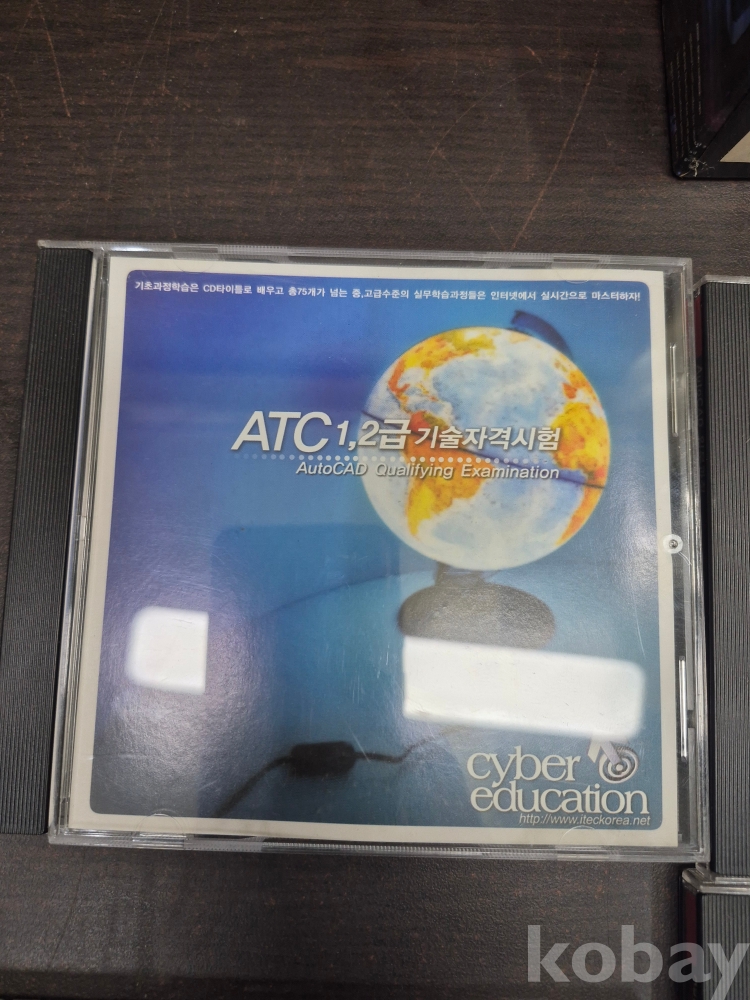 기초과정학습은 CD타이틀로 배우고 총75개가 넘는 중,고급수준의 실무학습과정들은 인터넷에서 실시간으로 마스터하자!
ATC 1,2급 기술자격시험
AutoCAD Qualifying Examination
cyber
education
http://www.iteckorea.net
kobay